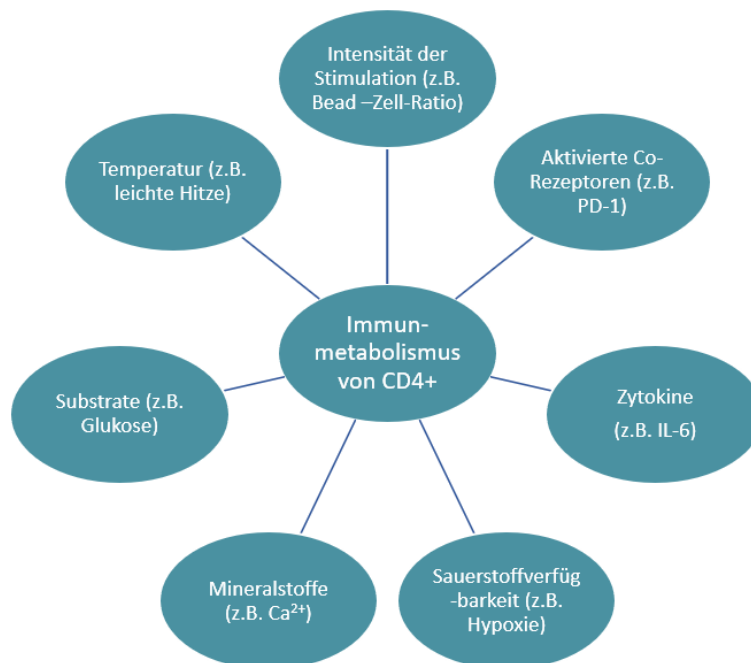 Intensität der
Stimulation (z.B.
Bead –Zell-Ratio)
Temperatur (z.B.
leichte Hitze)
Aktivierte Co-
Rezeptoren (z.B.
PD-1)
Immun-
metabolismus
von CD4+
Substrate (z.B.
Glukose)
Zytokine
(z.B. IL-6)
Mineralstoffe
(z.B. Ca²⁺)
Sauerstoffverfüg
-barkeit (z.B.
Hypoxie)